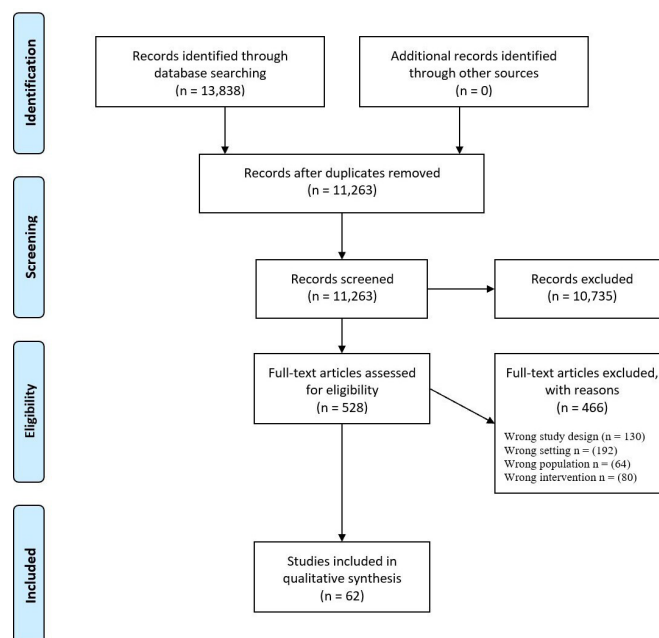 Identification
Records identified through
database searching
(n = 13,838)
Additional records identified
through other sources
(n = 0)
Records after duplicates removed
(n = 11,263)
Screening
Records screened
(n = 11,263)
Records excluded
(n = 10,735)
Eligibility
Full-text articles assessed
for eligibility
(n = 528)
Full-text articles excluded,
with reasons
(n = 466)
Wrong study design (n = 130)
Wrong setting n = (192)
Wrong population n = (64)
Wrong intervention n = (80)
Included
Studies included in
qualitative synthesis
(n = 62)